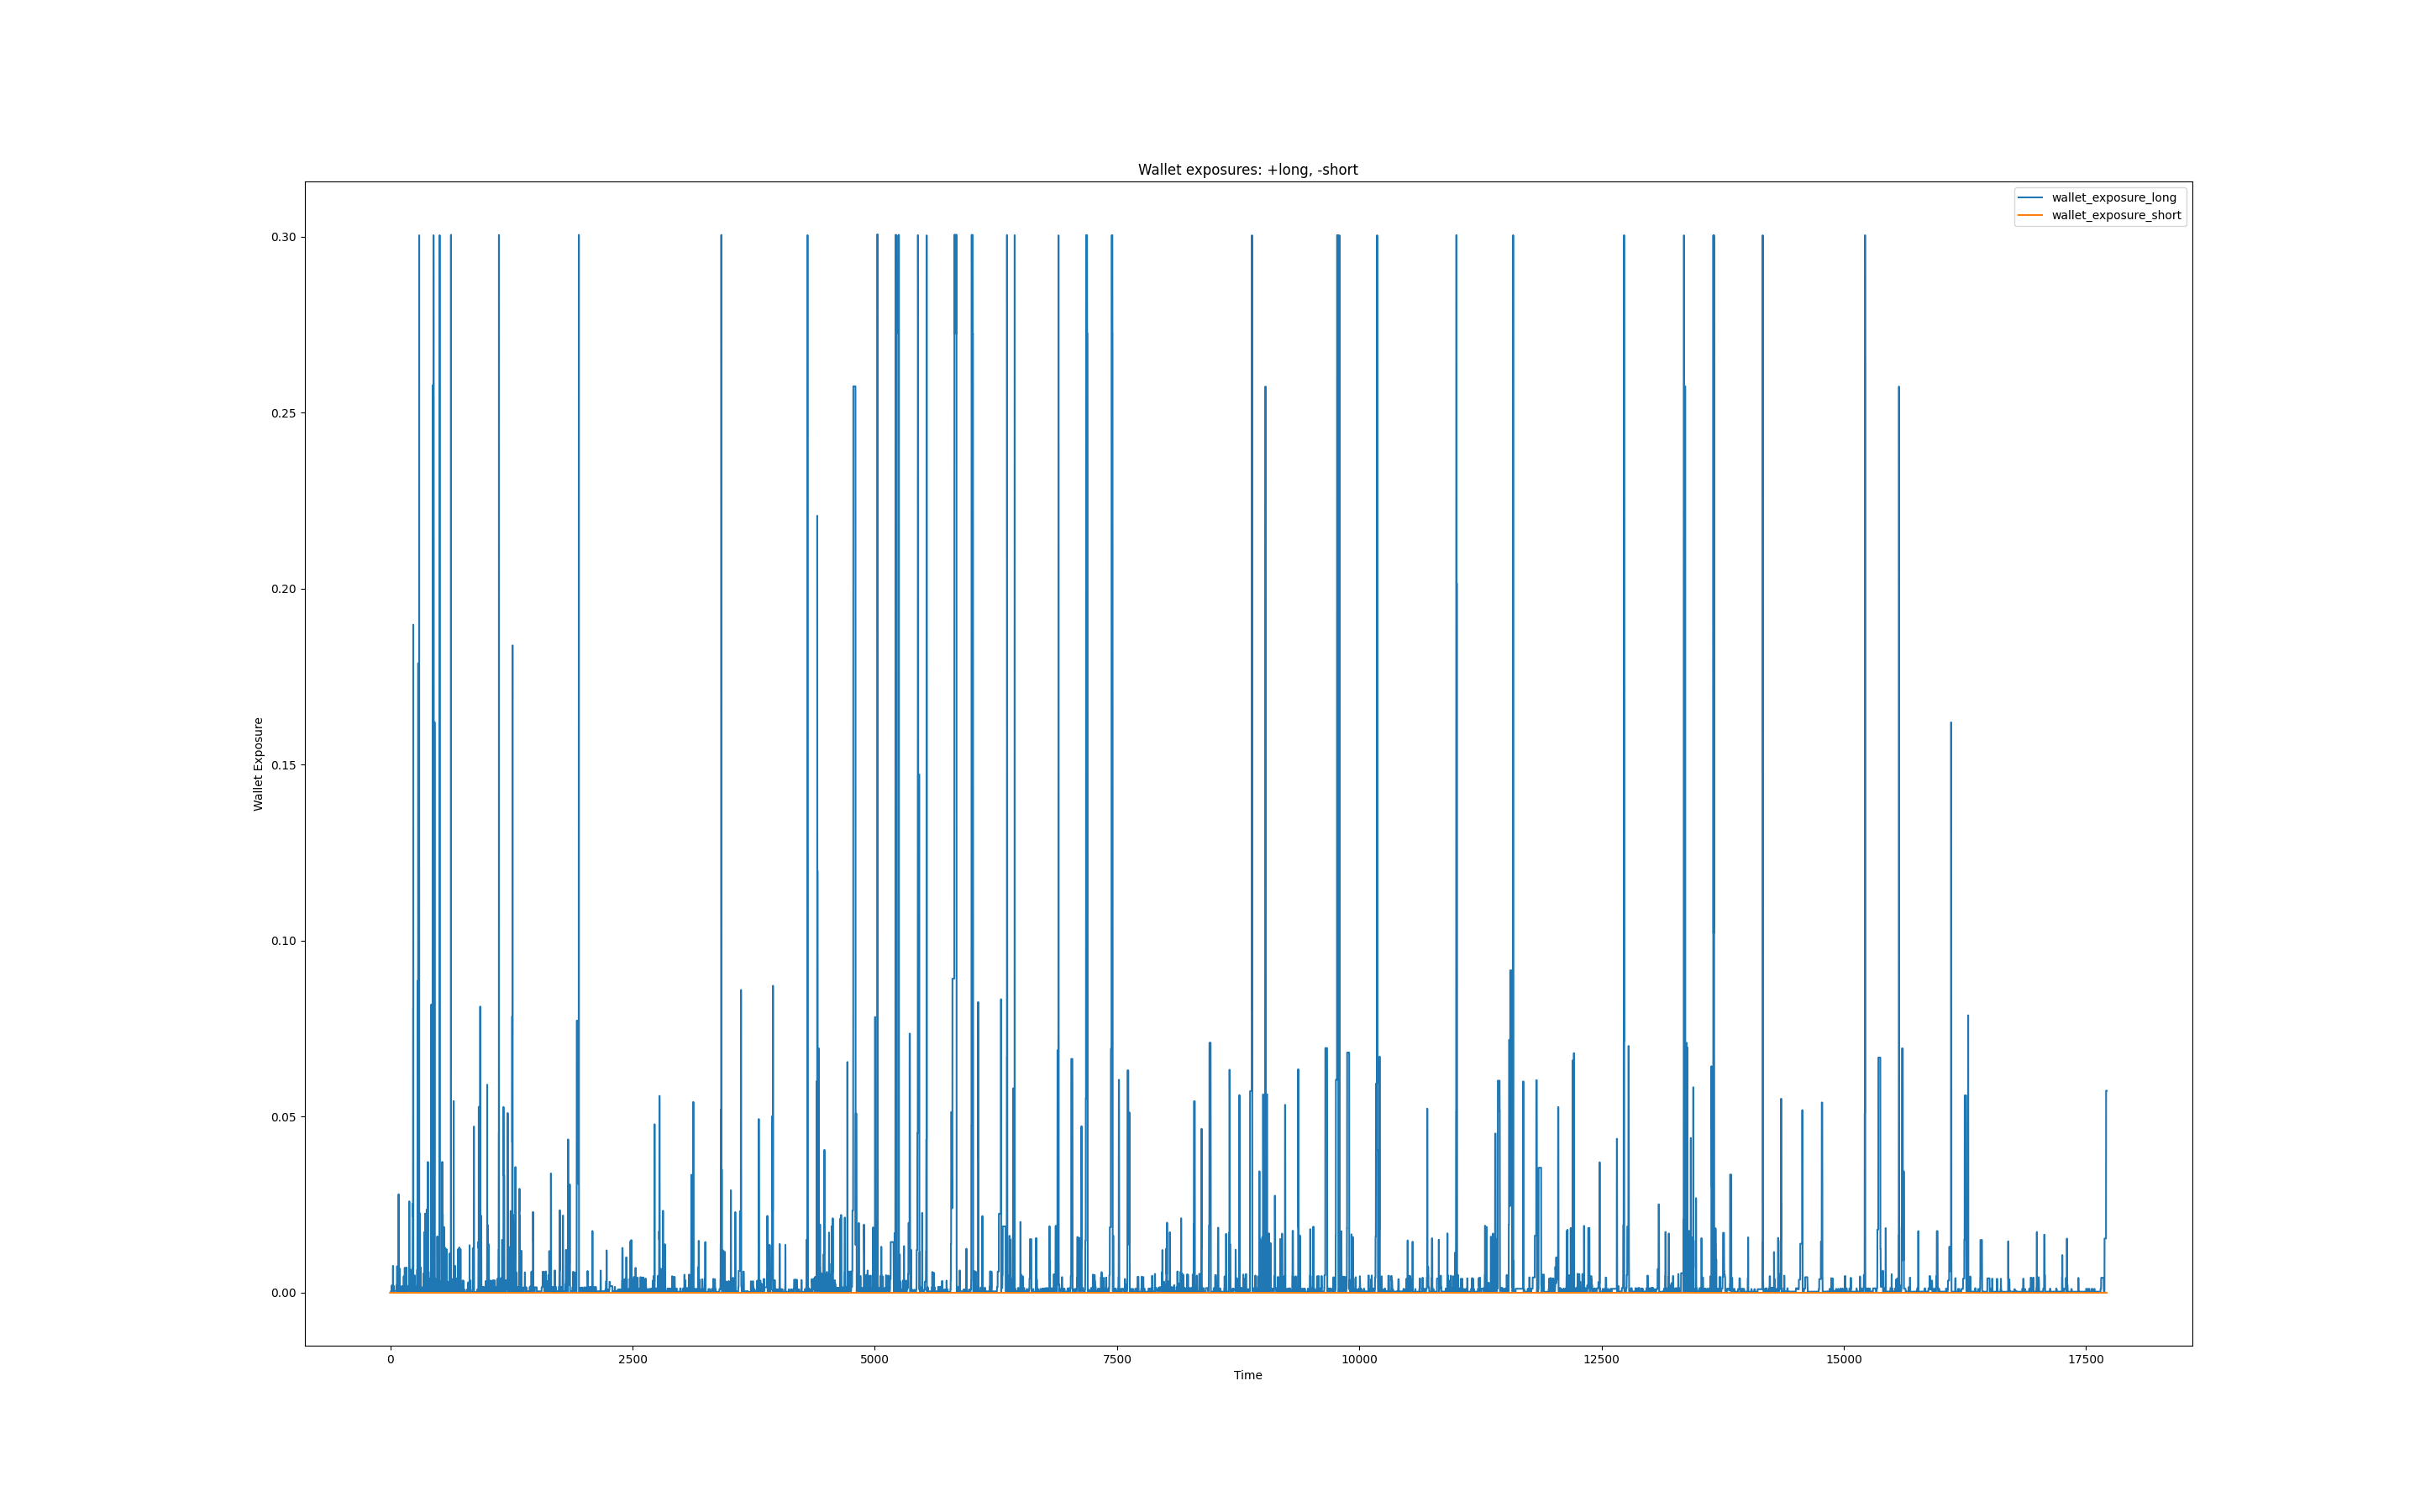 Wallet exposures: +long, -short
wallet_exposure_long
wallet_exposure_short
0.30
0.25
0.20
0.15
0.10
0.05
0.00
Wallet Exposure
0 2500 5000 7500 10000 12500 15000 17500
Time